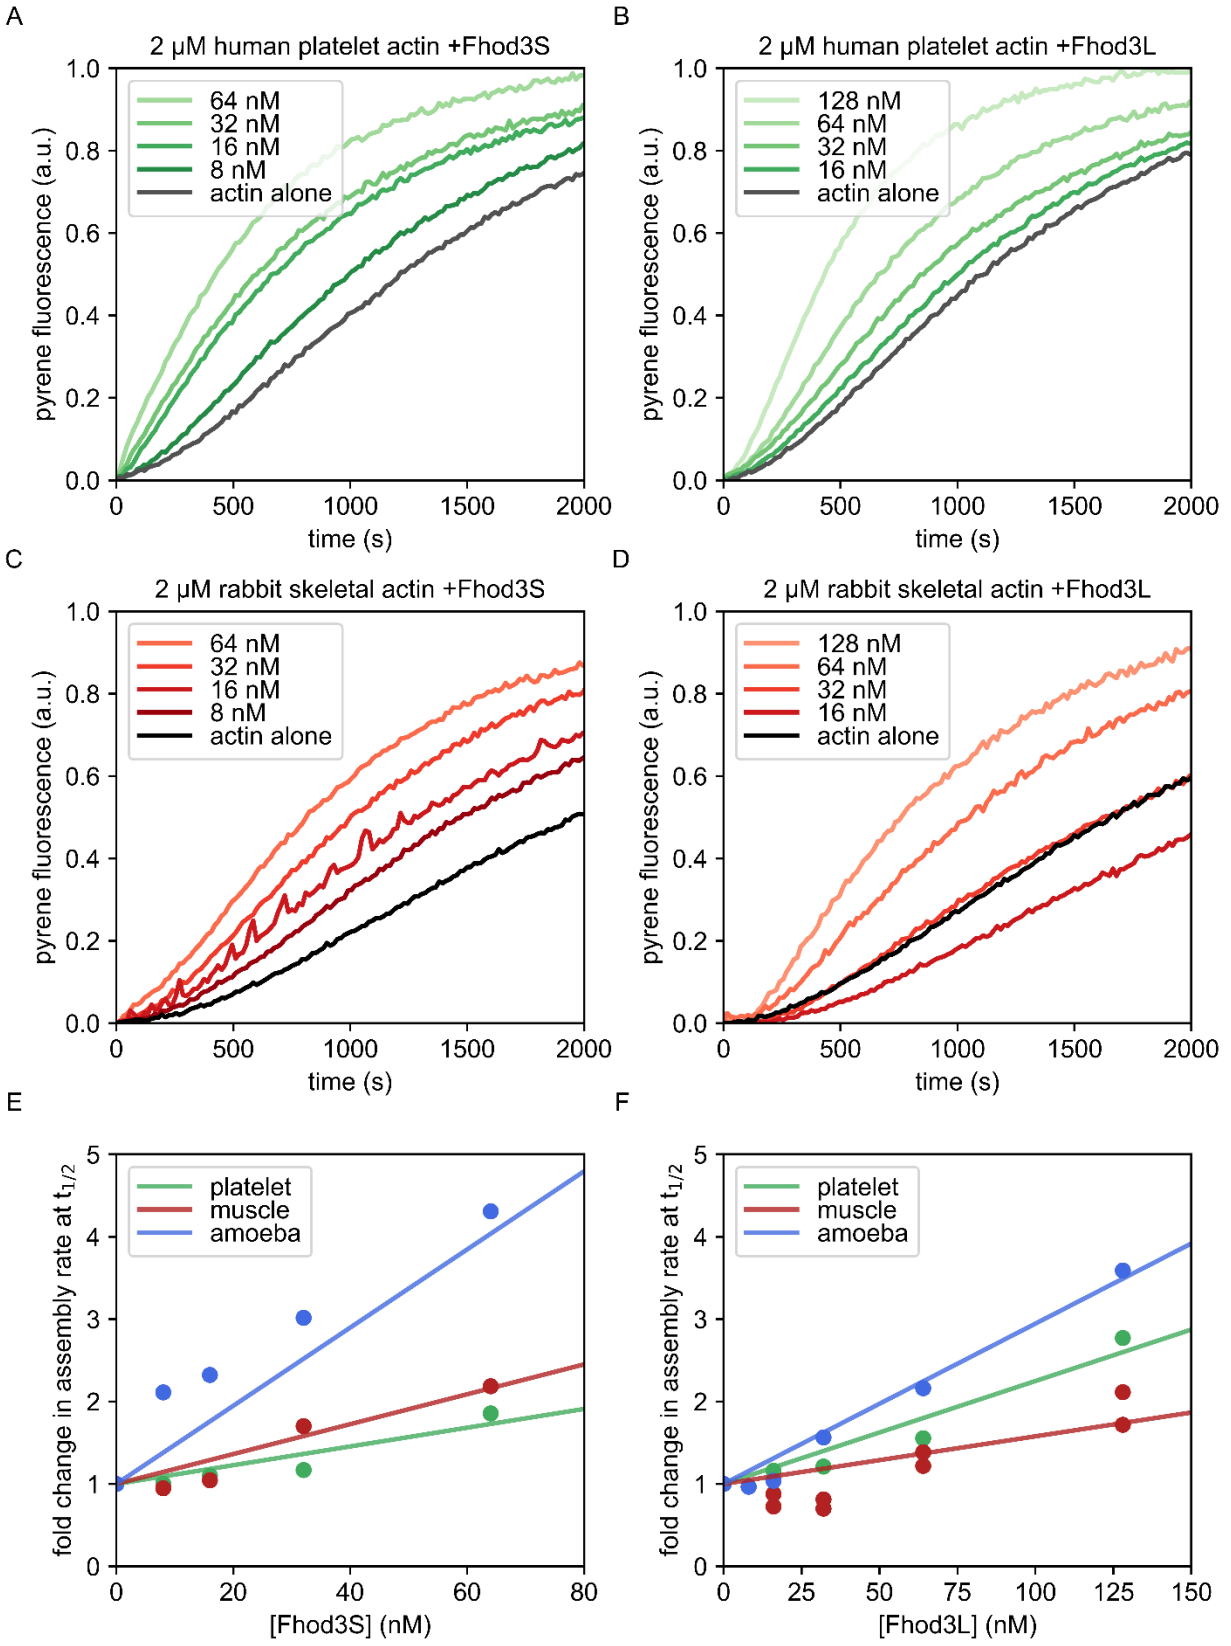 A
2 µM human platelet actin +Fhod3S
pyrene fluorescence (a.u.)
1.0
0.8
0.6
0.4
0.2
0.0
64 nM
32 nM
16 nM
8 nM
actin alone
0 500 1000 1500 2000
time (s)
B
2 µM human platelet actin +Fhod3L
pyrene fluorescence (a.u.)
1.0
0.8
0.6
0.4
0.2
0.0
128 nM
64 nM
32 nM
16 nM
actin alone
0 500 1000 1500 2000
time (s)
C
2 µM rabbit skeletal actin +Fhod3S
pyrene fluorescence (a.u.)
1.0
0.8
0.6
0.4
0.2
0.0
64 nM
32 nM
16 nM
8 nM
actin alone
0 500 1000 1500 2000
time (s)
D
2 µM rabbit skeletal actin +Fhod3L
pyrene fluorescence (a.u.)
1.0
0.8
0.6
0.4
0.2
0.0
128 nM
64 nM
32 nM
16 nM
actin alone
0 500 1000 1500 2000
time (s)
E
fold change in assembly rate at t1/2
5
4
3
2
1
0
platelet
muscle
amoeba
0 20 40 60 80
[Fhod3S] (nM)
F
fold change in assembly rate at t1/2
5
4
3
2
1
0
platelet
muscle
amoeba
0 25 50 75 100 125 150
[Fhod3L] (nM)